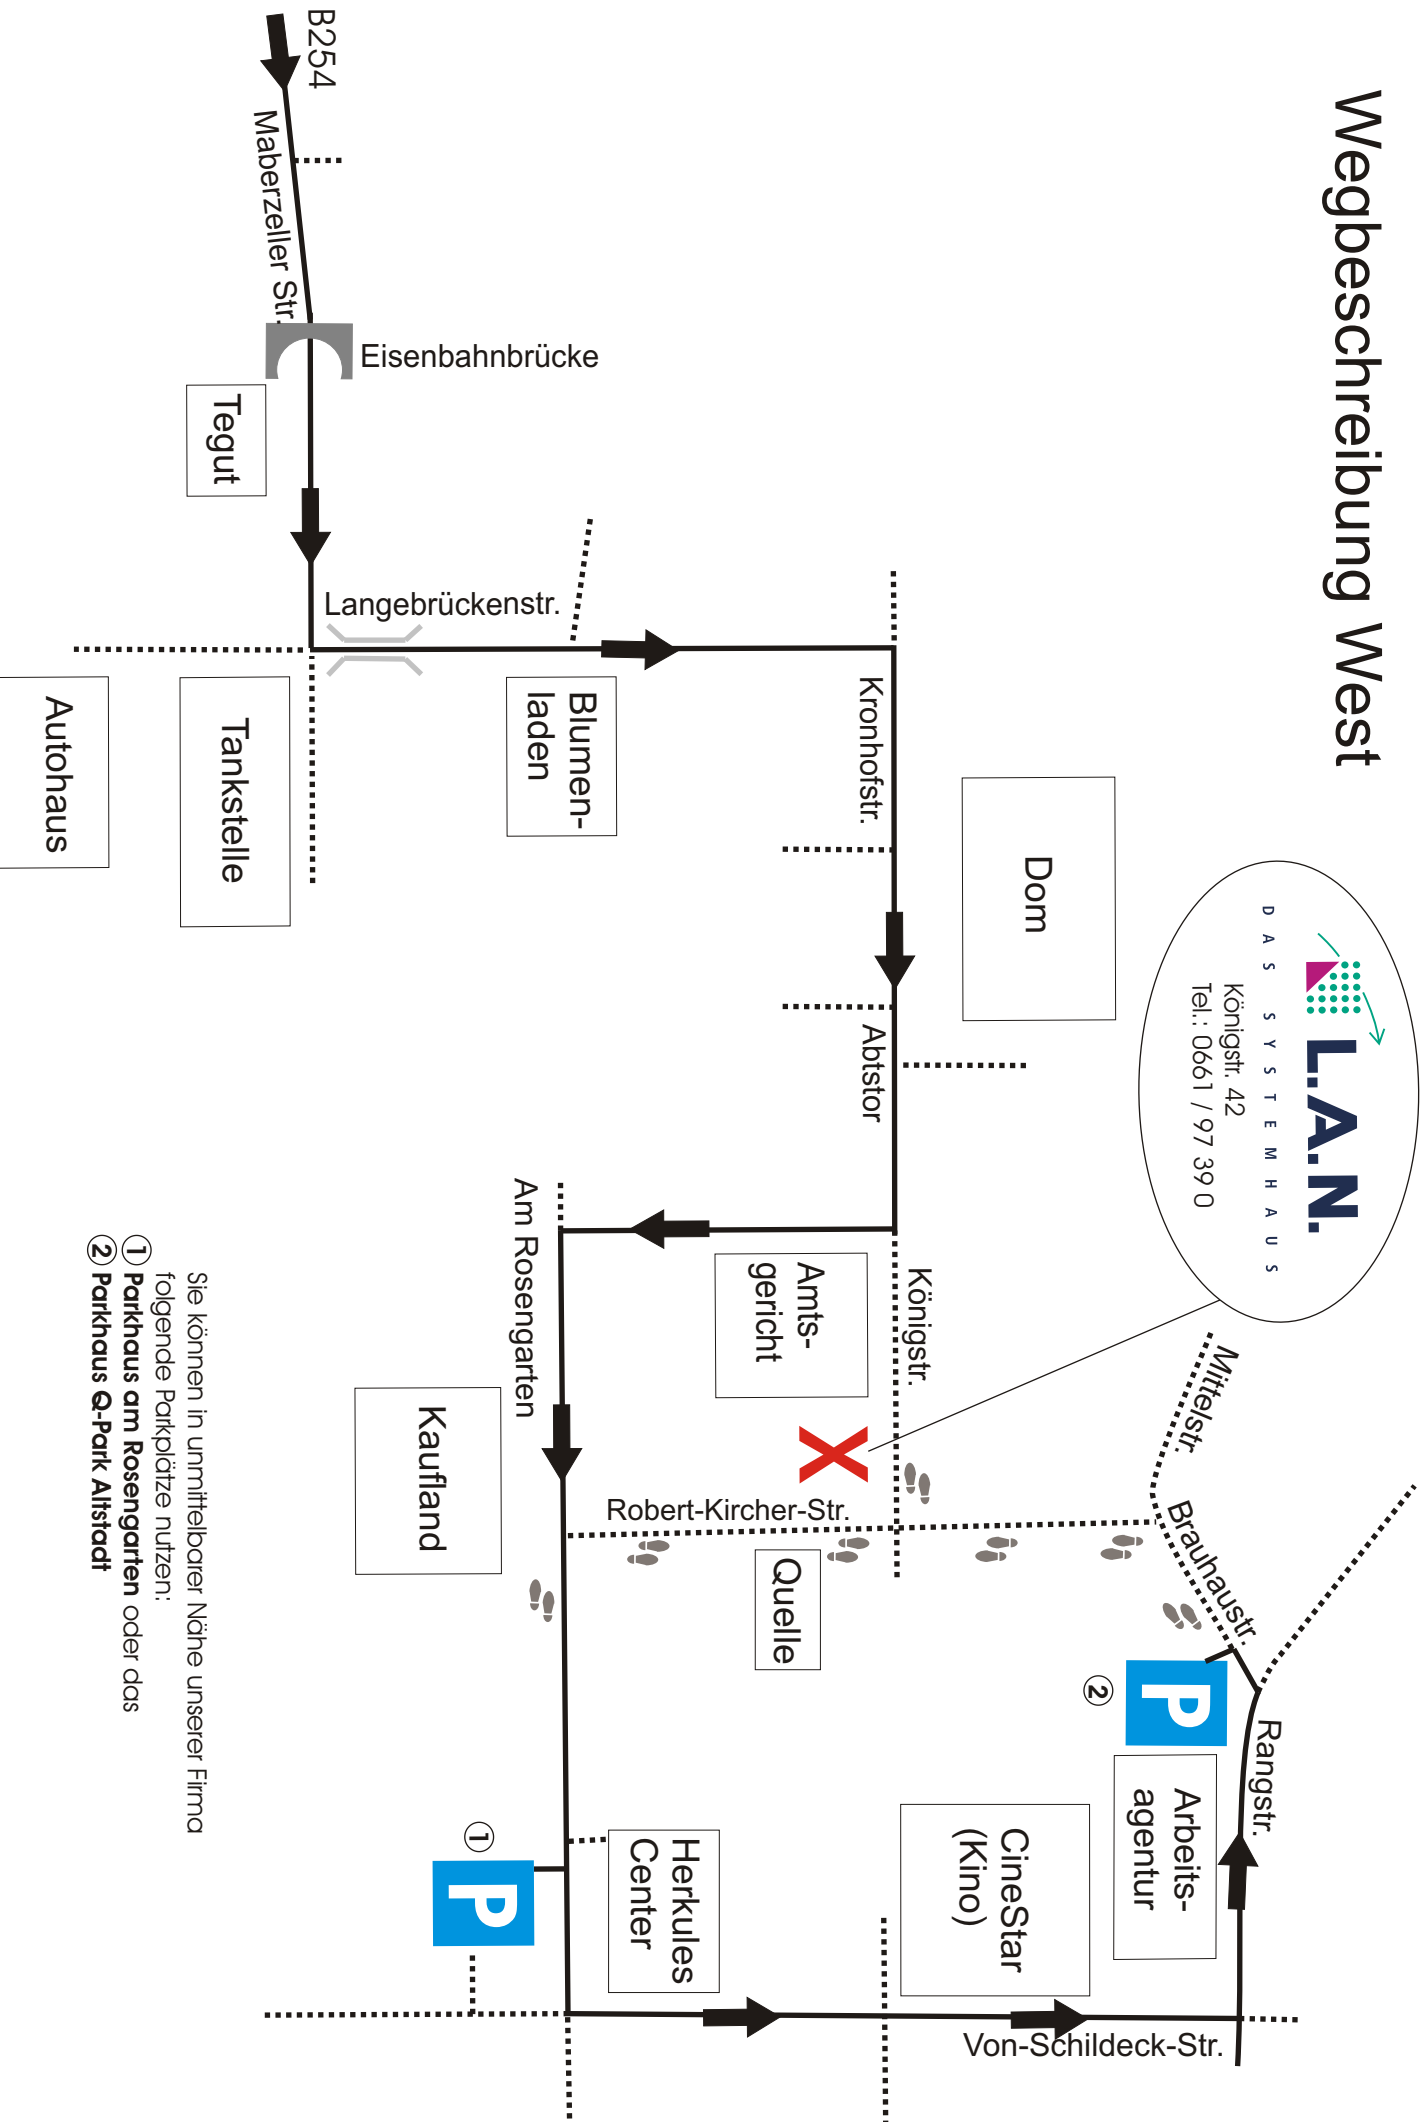 Wegbeschreibung West
L.A.N.
DAS SYSTEMHAUS
Königstr. 42
Tel.: 0661 / 97 39 0
B254
Maberzeller Str.
Eisenbahnbrücke
Tegut
Langebrückenstr.
Autohaus
Tankstelle
Blumen-
laden
Kronhofstr.
Dom
Abtstor
Am Rosengarten
Amts-
gericht
Königstr.
X
Mittelstr.
Brauhaustr.
Kaufland
Robert-Kircher-Str.
Quelle
P
2
Rangstr.
Arbeits-
agentur
CineStar
(Kino)
Herkules
Center
1
P
Von-Schildeck-Str.
Sie können in unmittelbarer Nähe unserer Firma
folgende Parkplätze nutzen:
① Parkhaus am Rosengarten oder das
② Parkhaus Q-Park Altstadt